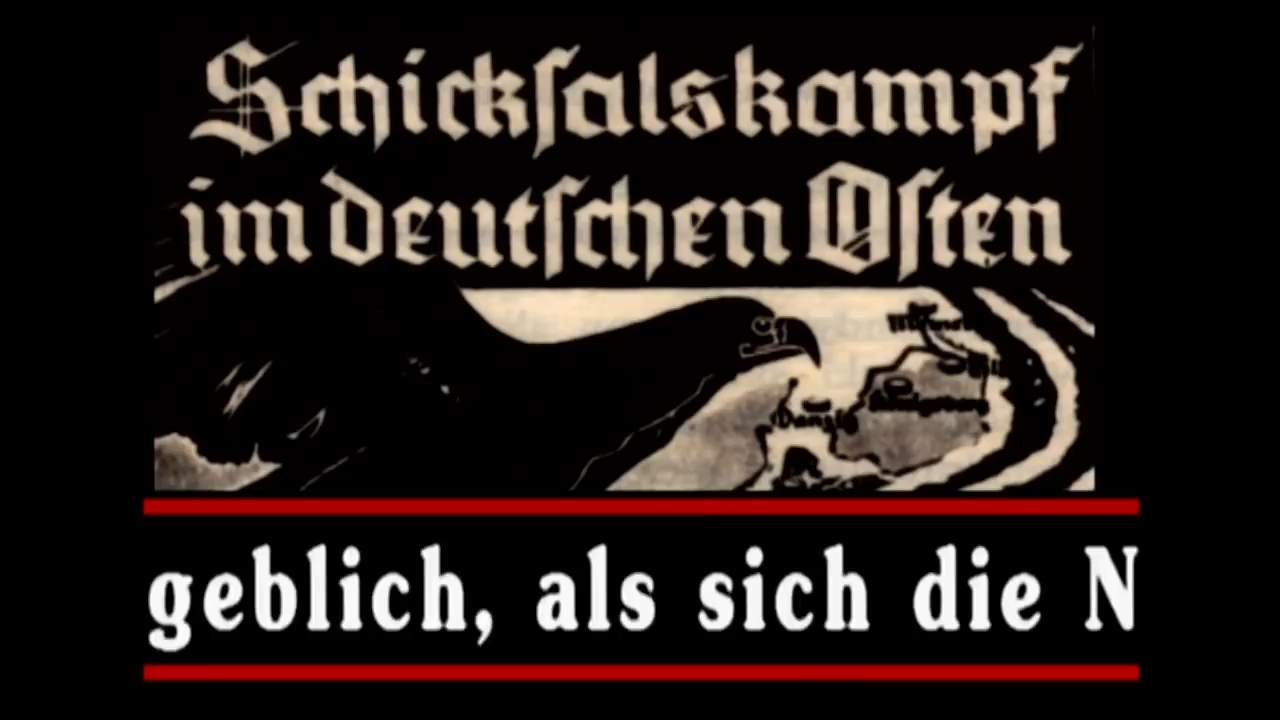 Schicksalskampf
im deutschen Osten
Danzig
geblich, als sich die N